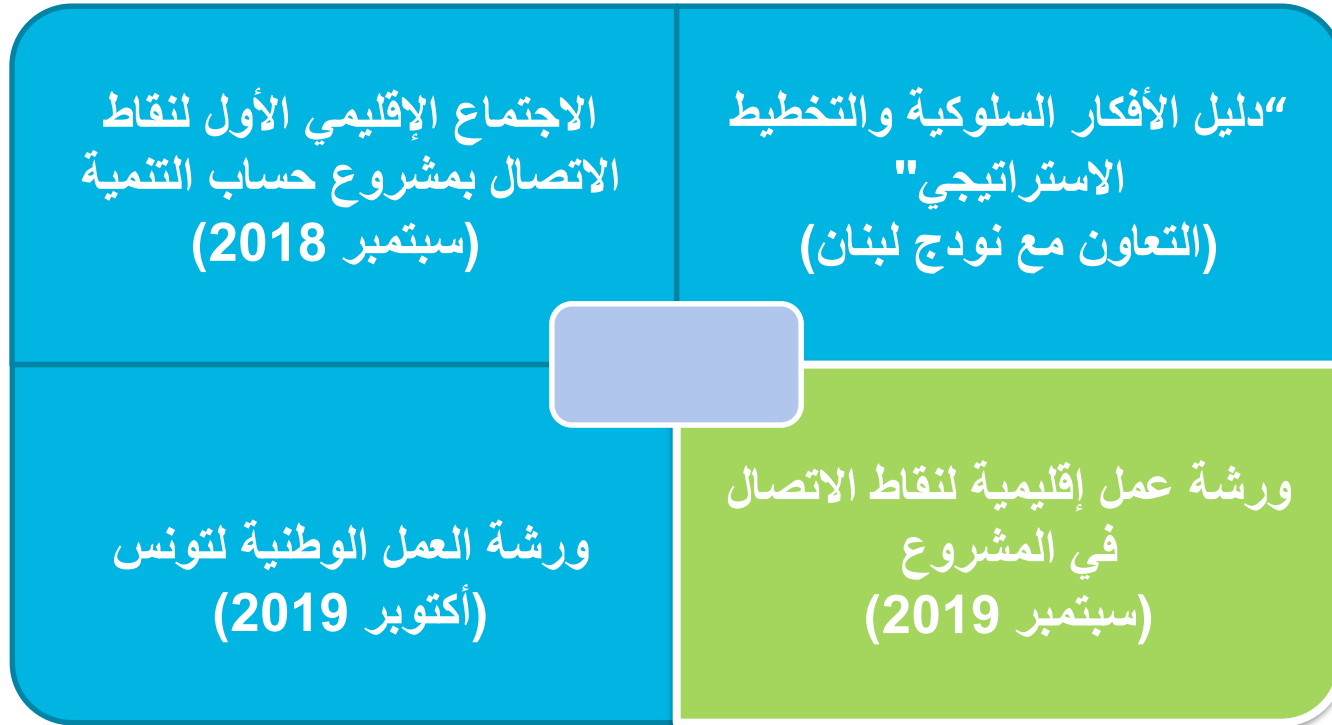 “دليل الأفكار السلوكية والتخطيط
الاستراتيجي"
(التعاون مع نودج لبنان)
الاجتماع الإقليمي الأول لنقاط
الاتصال بمشروع حساب التنمية
(سبتمبر 2018)
ورشة عمل إقليمية لنقاط الاتصال
في المشروع
(سبتمبر 2019)
ورشة العمل الوطنية لتونس
(أكتوبر 2019)